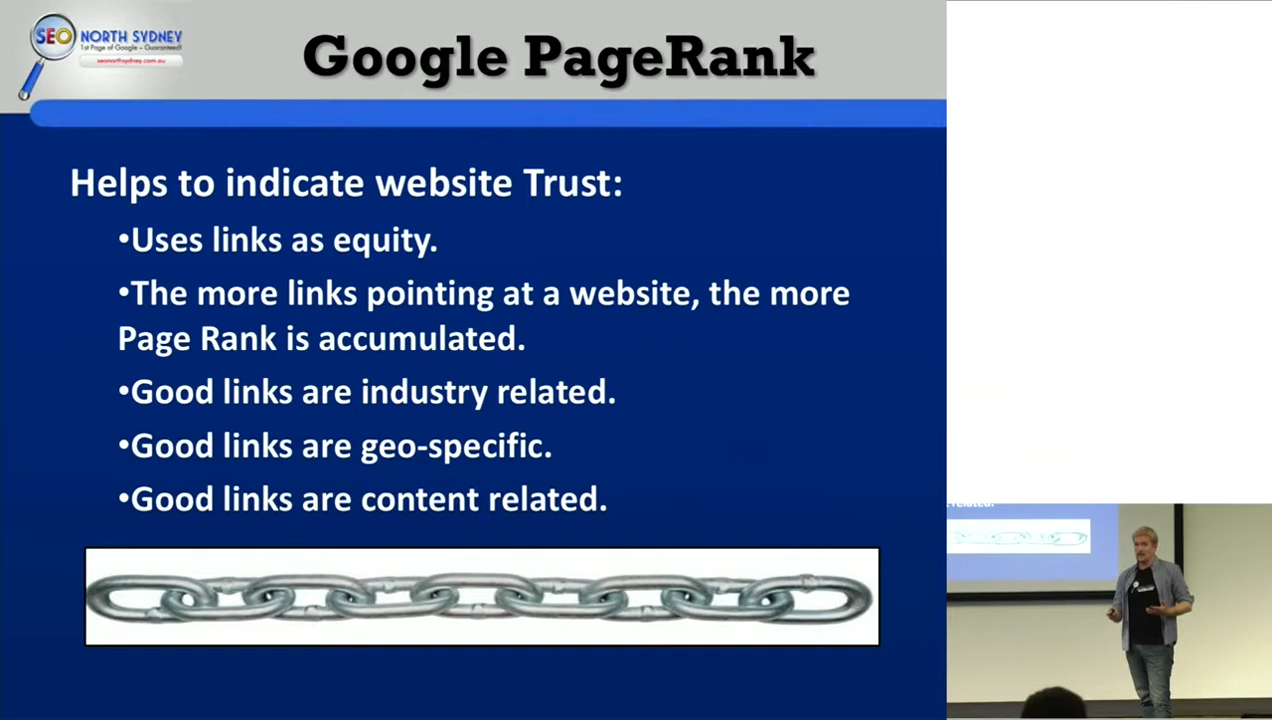 SEO NORTH SYDNEY
1st Page of Google – Guaranteed!
seonorthsydney.com.au
Google PageRank
Helps to indicate website Trust:
•Uses links as equity.
•The more links pointing at a website, the more
Page Rank is accumulated.
•Good links are industry related.
•Good links are geo-specific.
•Good links are content related.
related.